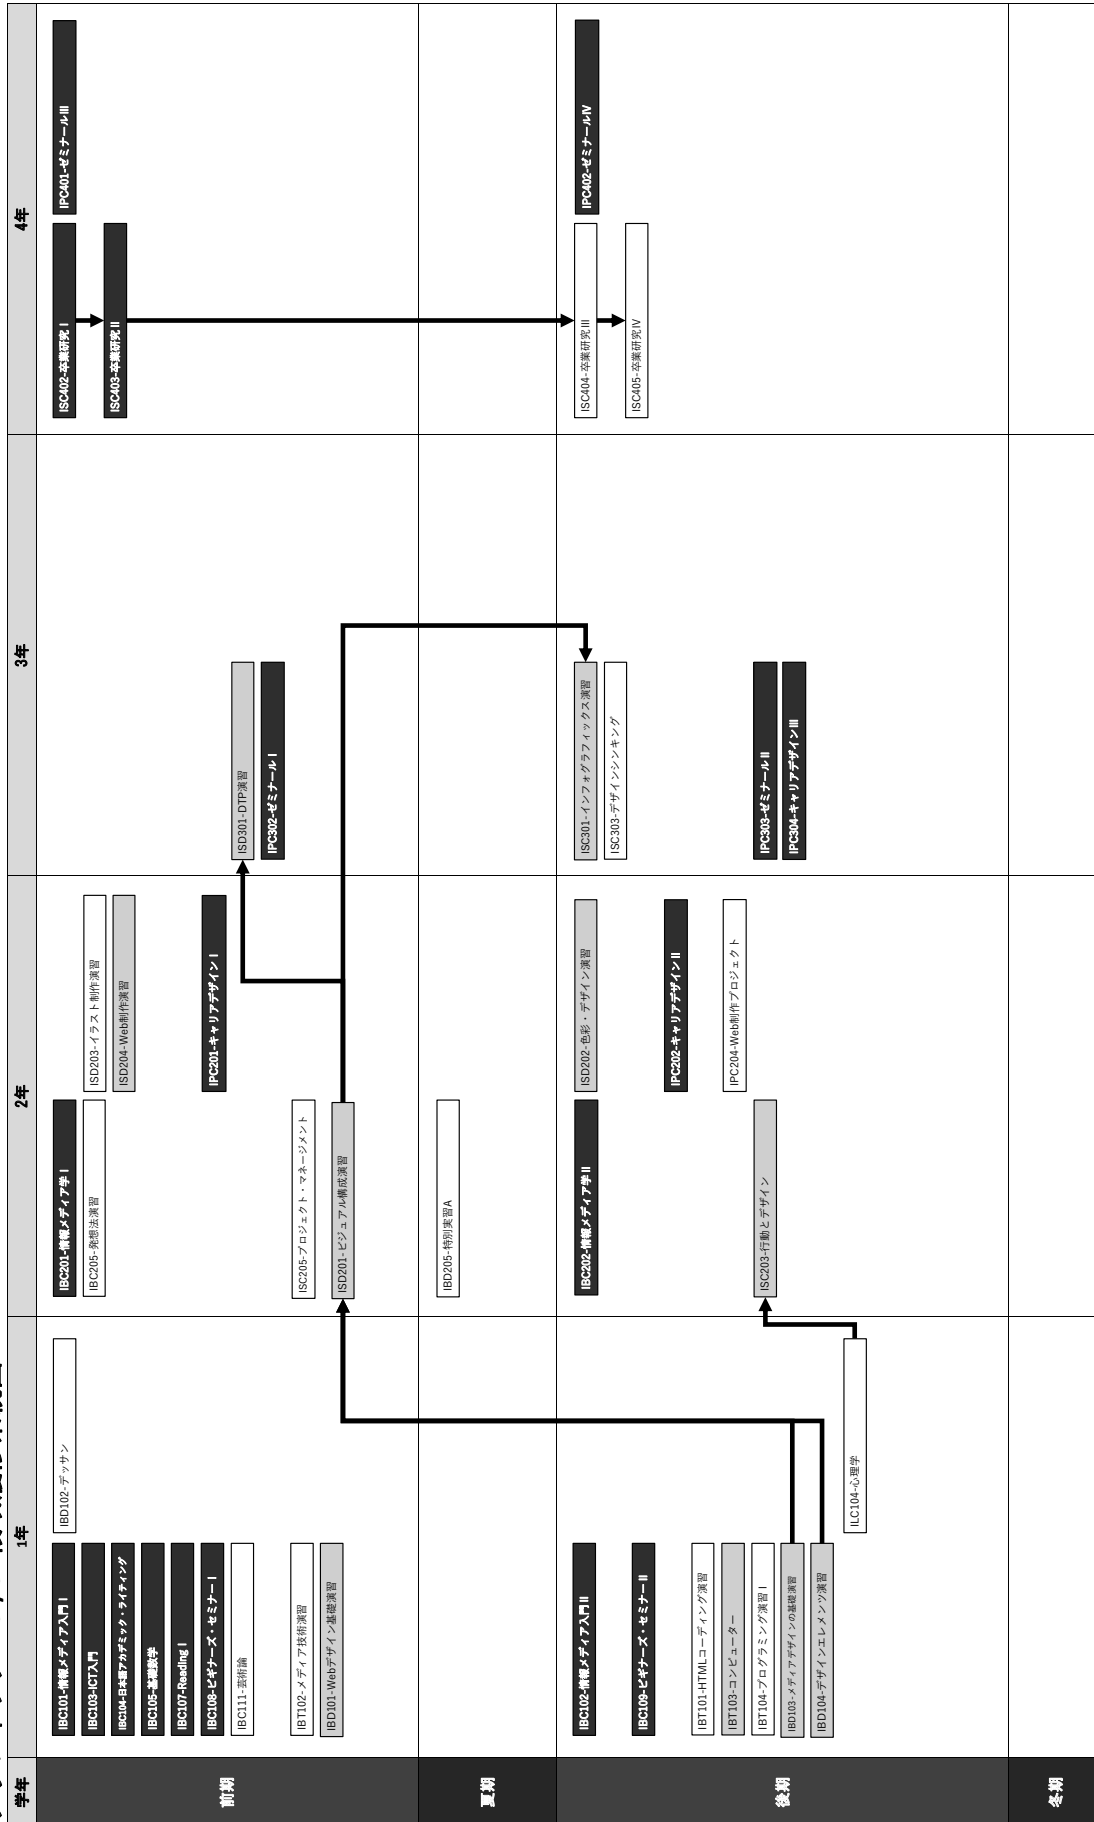 学年
1年
2年
3年
4年
前期
IBC101-情報メディア入門 I
IBC103-ICT入門
IBC104-日本語アカデミック・ライティング
IBC105-基礎数学
IBC107-Reading I
IBC108-ビギナーズ・セミナー I
IBC111-芸術論
IBT102-メディア技術演習
IBD101-Webデザイン基礎演習
IBD102-デッサン
IBC201-情報メディア学 I
IBC205-発想法演習
ISC205-プロジェクト・マネージメント
ISD201-ビジュアル構成演習
ISD203-イラスト制作演習
ISD204-Web制作演習
IPC201-キャリアデザイン I
ISD301-DTP演習
IPC302-ゼミナール I
ISC402-卒業研究 I
ISC403-卒業研究 II
IPC401-ゼミナールIII
夏期
IBD205-特別実習A
後期
IBC102-情報メディア入門 II
IBC109-ビギナーズ・セミナー II
IBT101-HTMLコーディング演習
IBT103-コンピューター
IBT104-プログラミング演習 I
IBD103-メディアデザインの基礎演習
IBD104-デザインエレメンツ演習
ILC104-心理学
IBC202-情報メディア学 II
ISC203-行動とデザイン
ISD202-色彩・デザイン演習
IPC202-キャリアデザイン II
IPC204-Web制作プロジェクト
ISC301-インフォグラフィックス演習
ISC303-デザインシンキング
IPC303-ゼミナール II
IPC304-キャリアデザインIII
ISC404-卒業研究III
ISC405-卒業研究IV
IPC402-ゼミナールIV
冬期